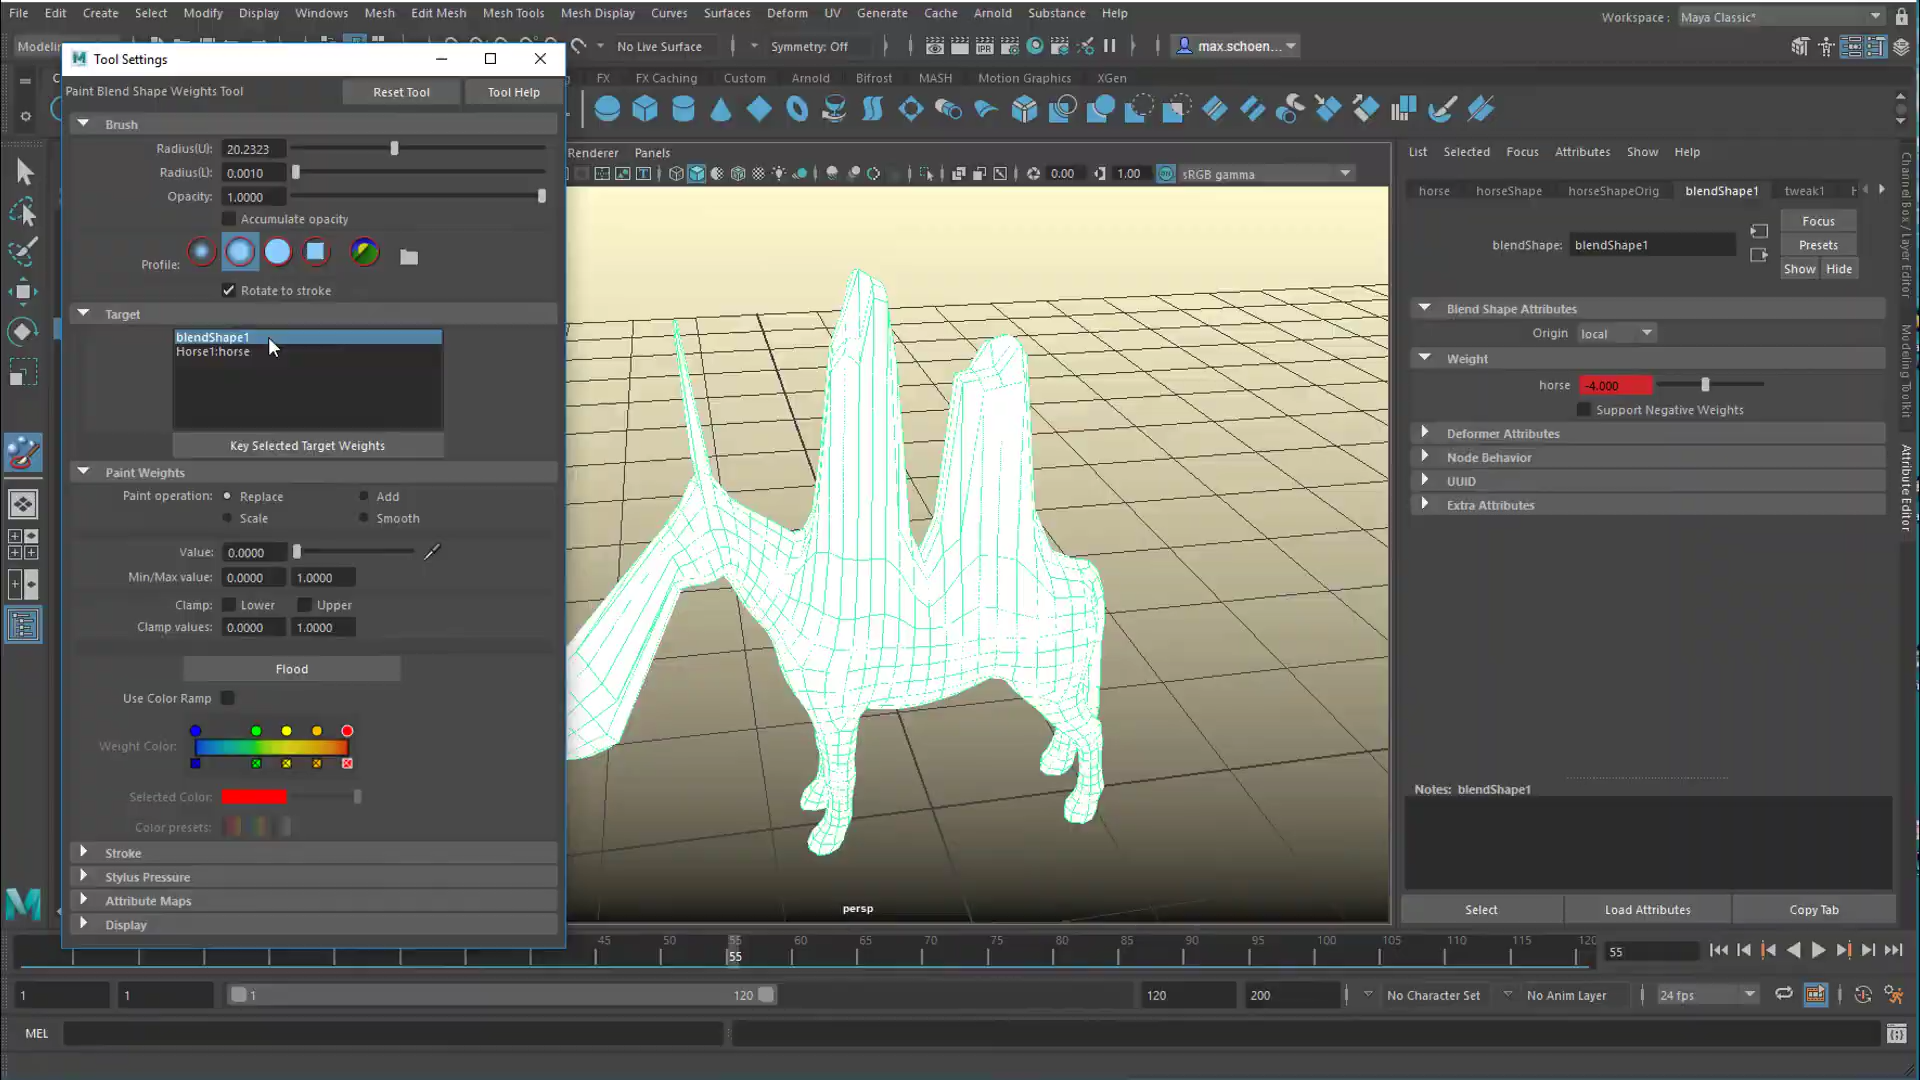 File Edit Create Select Modify Display Windows Mesh Edit Mesh Mesh Tools Mesh Display Curves Surfaces Deform UV Generate Cache Arnold Substance Help
Workspace : Maya Classic*
No Live Surface
Symmetry: Off
max.schoen...
Tool Settings
FX FX Caching Custom Arnold Bifrost MASH Motion Graphics XGen
Paint Blend Shape Weights Tool
Reset Tool
Tool Help
Brush
Radius(U): 20.2323
Radius(L): 0.0010
Opacity: 1.0000
Accumulate opacity
Profile:
Rotate to stroke
Target
blendShape1
Horse1:horse
Key Selected Target Weights
Paint Weights
Paint operation: Replace Add
Scale Smooth
Value: 0.0000
Min/Max value: 0.0000 1.0000
Clamp: Lower Upper
Clamp values: 0.0000 1.0000
Flood
Use Color Ramp
Weight Color:
Selected Color:
Color presets:
Stroke
Stylus Pressure
Attribute Maps
Display
Renderer Panels
0.00 1.00 sRGB gamma
persp
List Selected Focus Attributes Show Help
horse horseShape horseShapeOrig blendShape1 tweak1
Focus
blendShape: blendShape1
Presets
Show Hide
Blend Shape Attributes
Origin local
Weight
horse -4.000
Support Negative Weights
Deformer Attributes
Node Behavior
UUID
Extra Attributes
Notes: blendShape1
Select
Load Attributes
Copy Tab
Channel Box / Layer Editor
Modeling Toolkit
Attribute Editor
45 50 55 60 65 70 75 80 85 90 95 100 105 110 115 120
55
55
1
1
1
120
120
200
No Character Set
No Anim Layer
24 fps
MEL